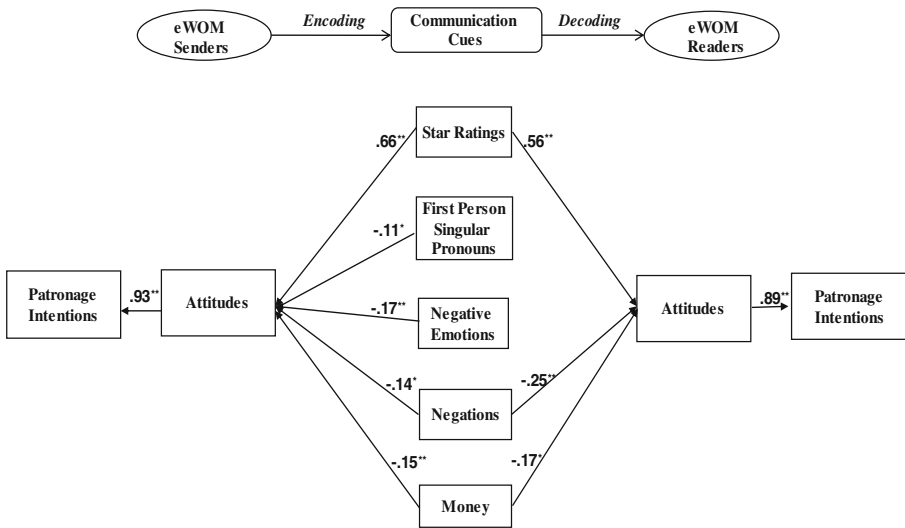 eWOM
Senders
Encoding
Communication
Cues
Decoding
eWOM
Readers
Star Ratings
.66**
.56**
First Person
Singular
Pronouns
-.11*
Patronage
Intentions
.93**
Attitudes
-.17**
Negative
Emotions
Attitudes
.89**
Patronage
Intentions
-.14*
Negations
-.25**
-.15**
Money
-.17*